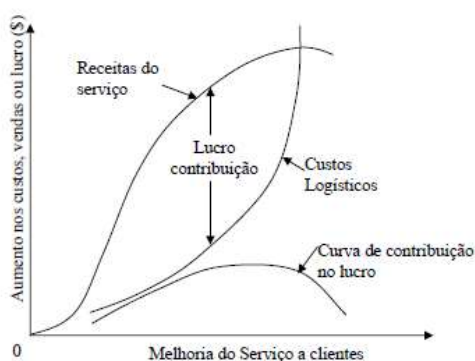 Aumento nos custos, vendas ou lucro ($)
Receitas do
serviço
Lucro
contribuição
Custos
Logísticos
Curva de contribuição
no lucro
0
Melhoria do Serviço a clientes